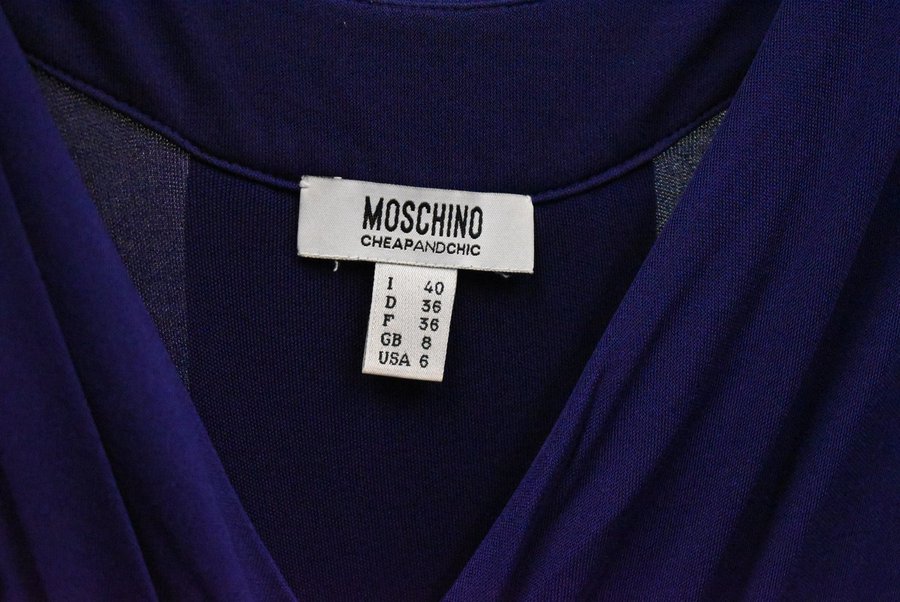 MOSCHINO
CHEAPANDCHIC
I 40
D 36
F 36
GB 8
USA 6